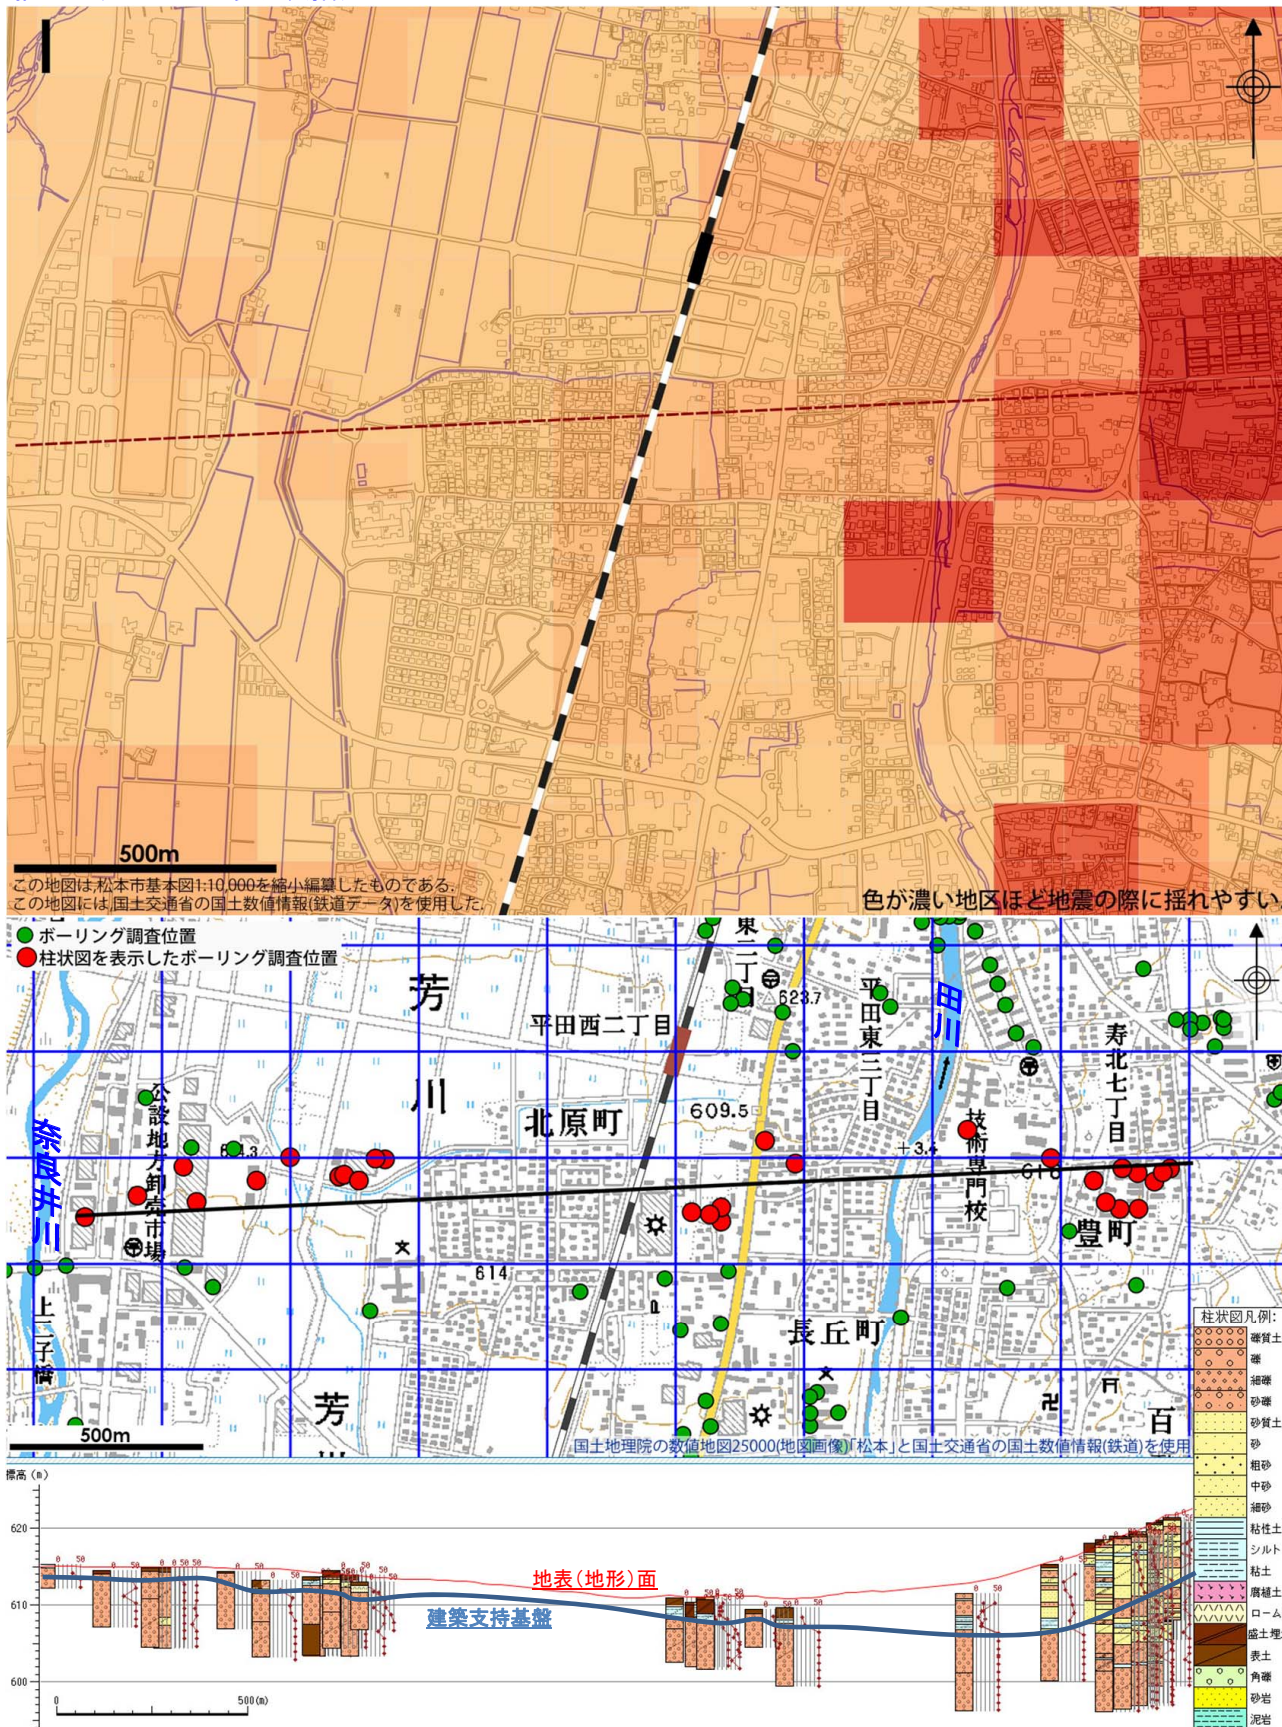 500m
この地図は,松本市基本図1:10,000を縮小編纂したものである.
この地図には,国土交通省の国土数値情報(鉄道データ)を使用した.
色が濃い地区ほど地震の際に揺れやすい.
ボーリング調査位置
柱状図を表示したボーリング調査位置
芳
川
平田西二丁目
東二丁目
623.7
平田東二丁目
田川
寿北七丁目
公設地方卸売市場
奈良井川
北原町
609.5
+3.4
技術専門校
616
豊町
614
上二子橋
長丘町
芳
百
500m
国土地理院の数値地図25000(地図画像)「松本」と国土交通省の国土数値情報(鉄道)を使用
柱状図凡例:
礫質土
礫
細礫
砂礫
砂質土
砂
粗砂
中砂
細砂
粘性土
シルト
粘土
腐植土
ローム
盛土埋
表土
角礫
砂岩
泥岩
標高(m)
620
610
600
地表(地形)面
建築支持基盤
0 500(m)